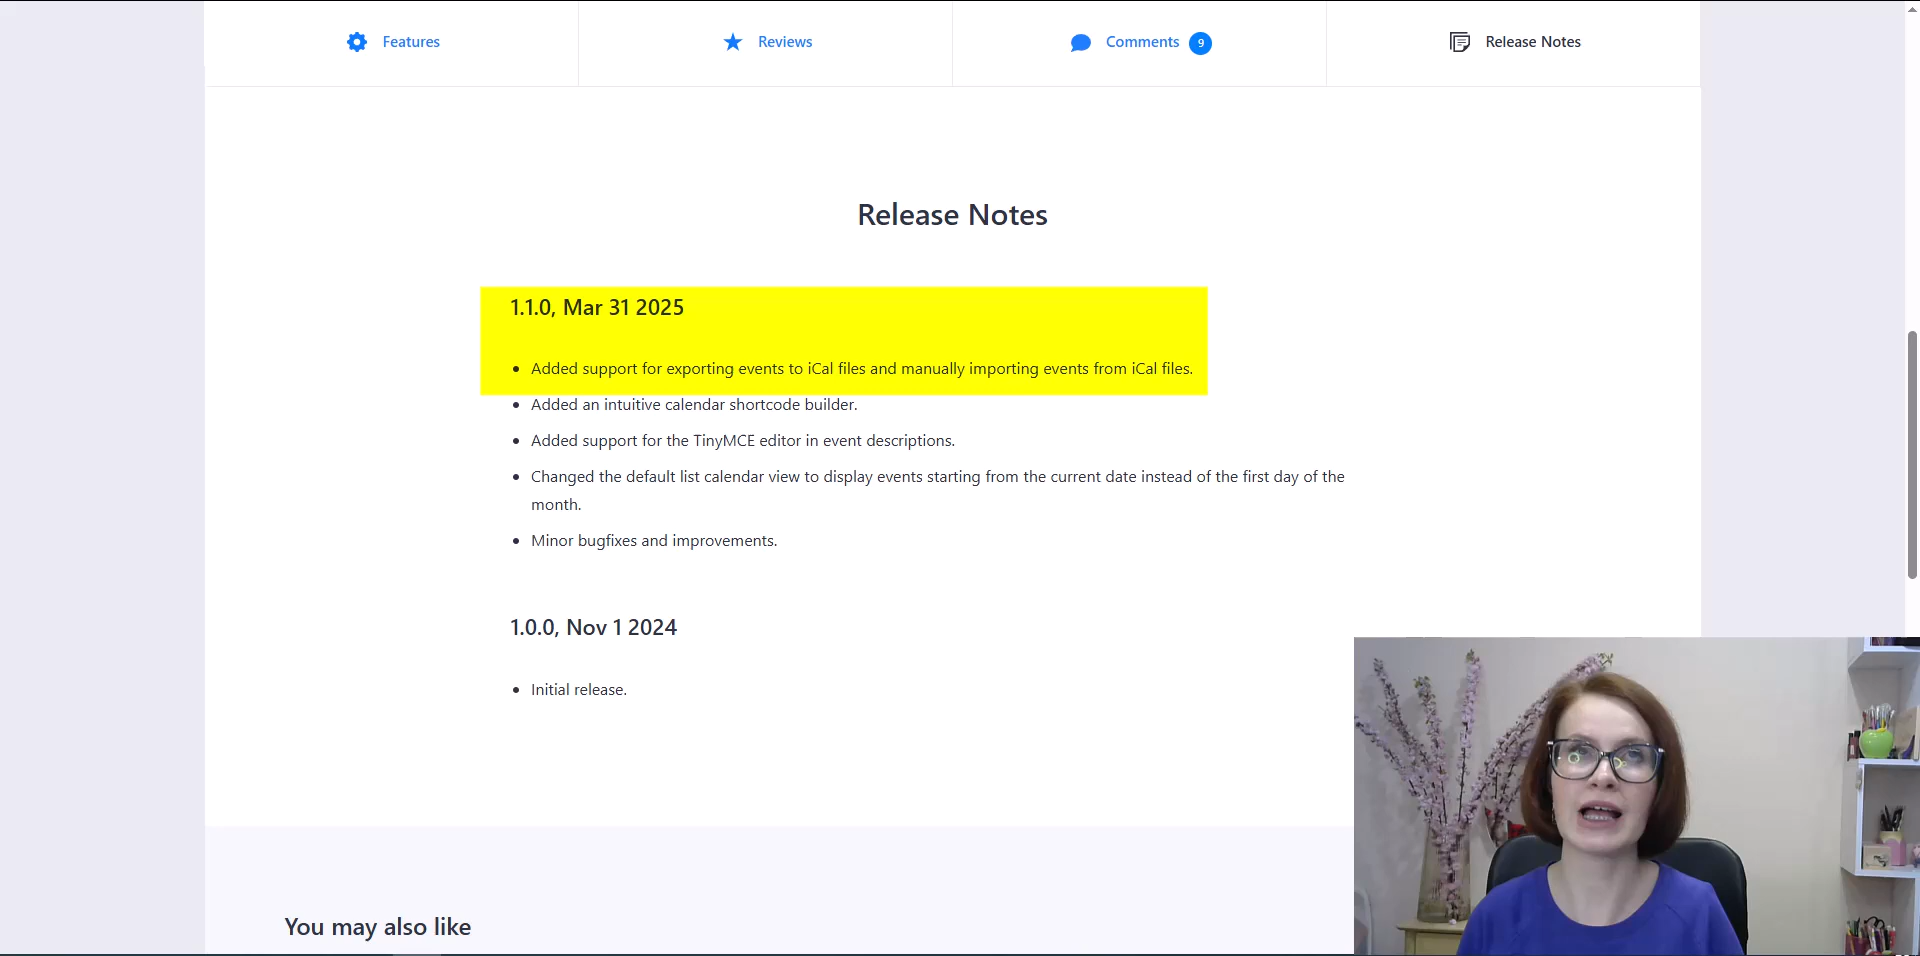 Features
Reviews
Comments 9
Release Notes
Release Notes
1.1.0, Mar 31 2025
Added support for exporting events to iCal files and manually importing events from iCal files.
Added an intuitive calendar shortcode builder.
Added support for the TinyMCE editor in event descriptions.
Changed the default list calendar view to display events starting from the current date instead of the first day of the
month.
Minor bugfixes and improvements.
1.0.0, Nov 1 2024
Initial release.
You may also like